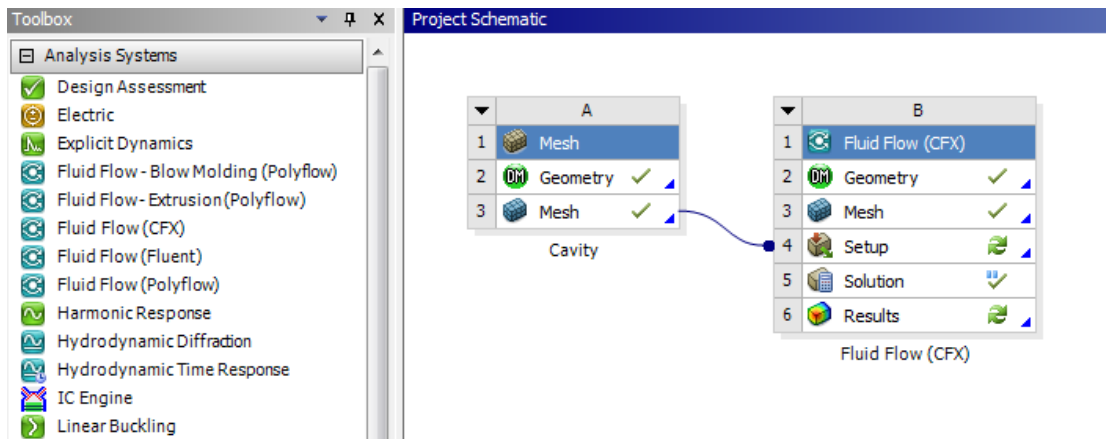 Toolbox
Analysis Systems
Design Assessment
Electric
Explicit Dynamics
Fluid Flow - Blow Molding (Polyflow)
Fluid Flow - Extrusion (Polyflow)
Fluid Flow (CFX)
Fluid Flow (Fluent)
Fluid Flow (Polyflow)
Harmonic Response
Hydrodynamic Diffraction
Hydrodynamic Time Response
IC Engine
Linear Buckling
Project Schematic
A
1 Mesh
2 DM Geometry
3 Mesh
Cavity
B
1 Fluid Flow (CFX)
2 DM Geometry
3 Mesh
4 Setup
5 Solution
6 Results
Fluid Flow (CFX)